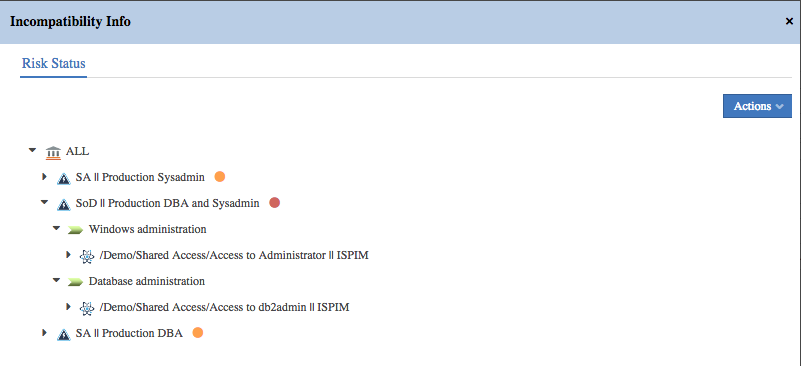 Incompatibility Info ×
Risk Status
Actions
ALL
SA || Production Sysadmin
SoD || Production DBA and Sysadmin
Windows administration
/Demo/Shared Access/Access to Administrator || ISPIM
Database administration
/Demo/Shared Access/Access to db2admin || ISPIM
SA || Production DBA